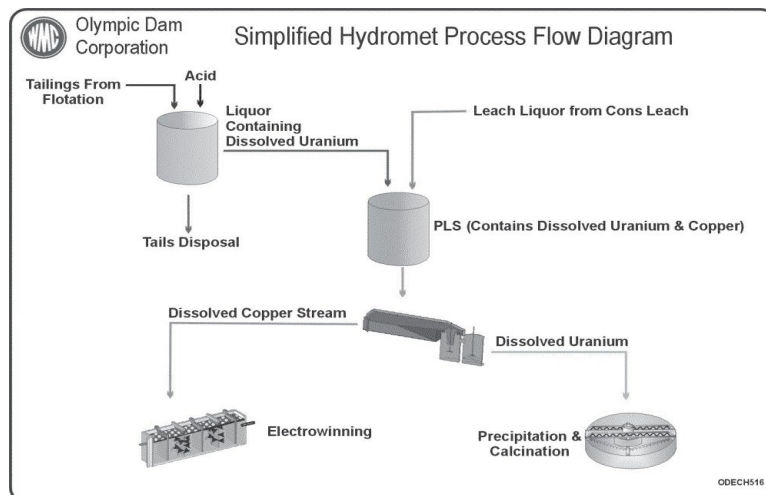 WMC
Olympic Dam
Corporation
Simplified Hydromet Process Flow Diagram
Tailings From
Flotation
Acid
Liquor
Containing
Dissolved Uranium
Leach Liquor from Cons Leach
Tails Disposal
PLS (Contains Dissolved Uranium & Copper)
Dissolved Copper Stream
Dissolved Uranium
Electrowinning
Precipitation &
Calcination
ODECH516